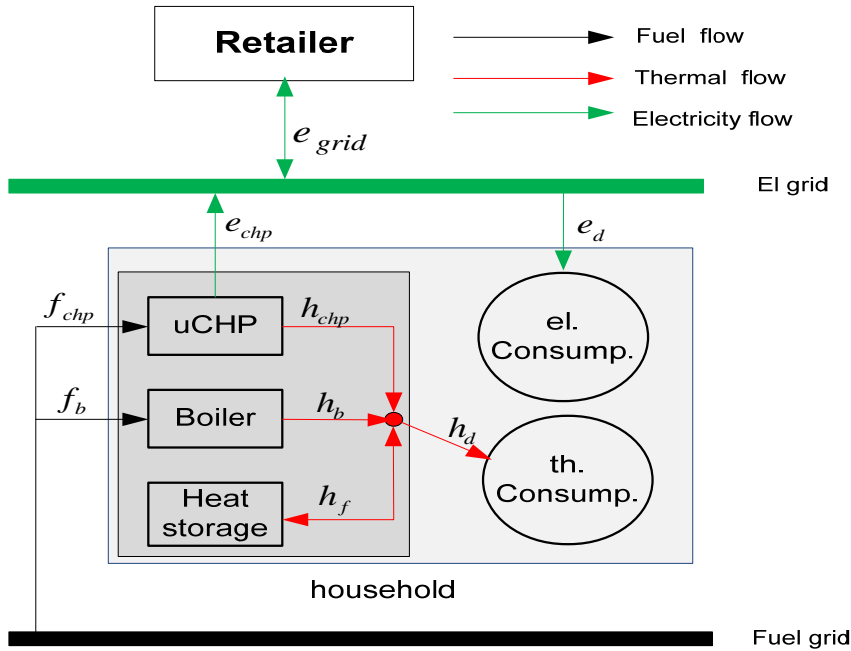 Retailer
Fuel flow
Thermal flow
Electricity flow
e grid
El grid
e chp
e d
f chp
uCHP
h chp
el.
Consump.
f b
Boiler
h b
h d
th.
Consump.
Heat
storage
h f
household
Fuel grid